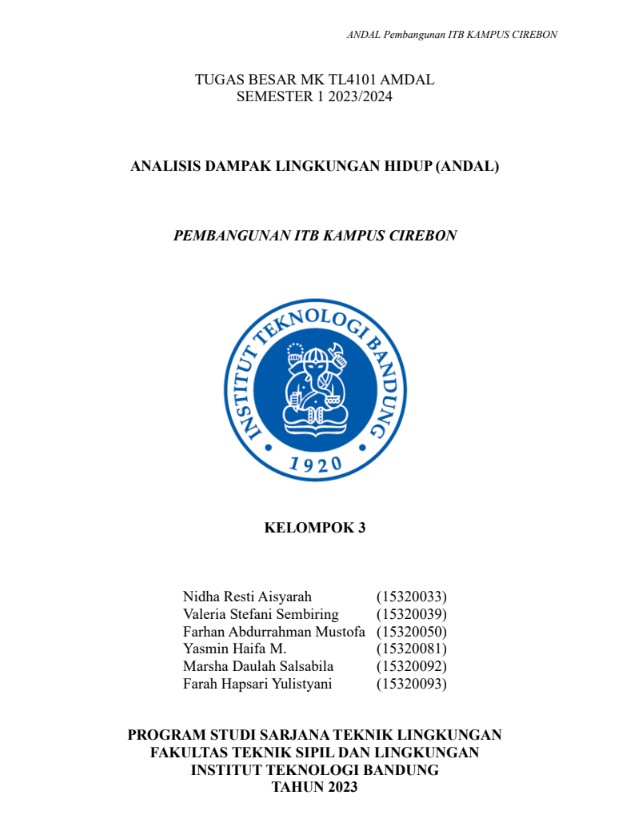 ANDAL Pembangunan ITB KAMPUS CIREBON
TUGAS BESAR MK TL4101 AMDAL
SEMESTER 1 2023/2024
ANALISIS DAMPAK LINGKUNGAN HIDUP (ANDAL)
PEMBANGUNAN ITB KAMPUS CIREBON
INSTITUT TEKNOLOGI BANDUNG
1920
KELOMPOK 3
Nidha Resti Aisyarah (15320033)
Valeria Stefani Sembiring (15320039)
Farhan Abdurrahman Mustofa (15320050)
Yasmin Haifa M. (15320081)
Marsha Daulah Salsabila (15320092)
Farah Hapsari Yulistyani (15320093)
PROGRAM STUDI SARJANA TEKNIK LINGKUNGAN
FAKULTAS TEKNIK SIPIL DAN LINGKUNGAN
INSTITUT TEKNOLOGI BANDUNG
TAHUN 2023